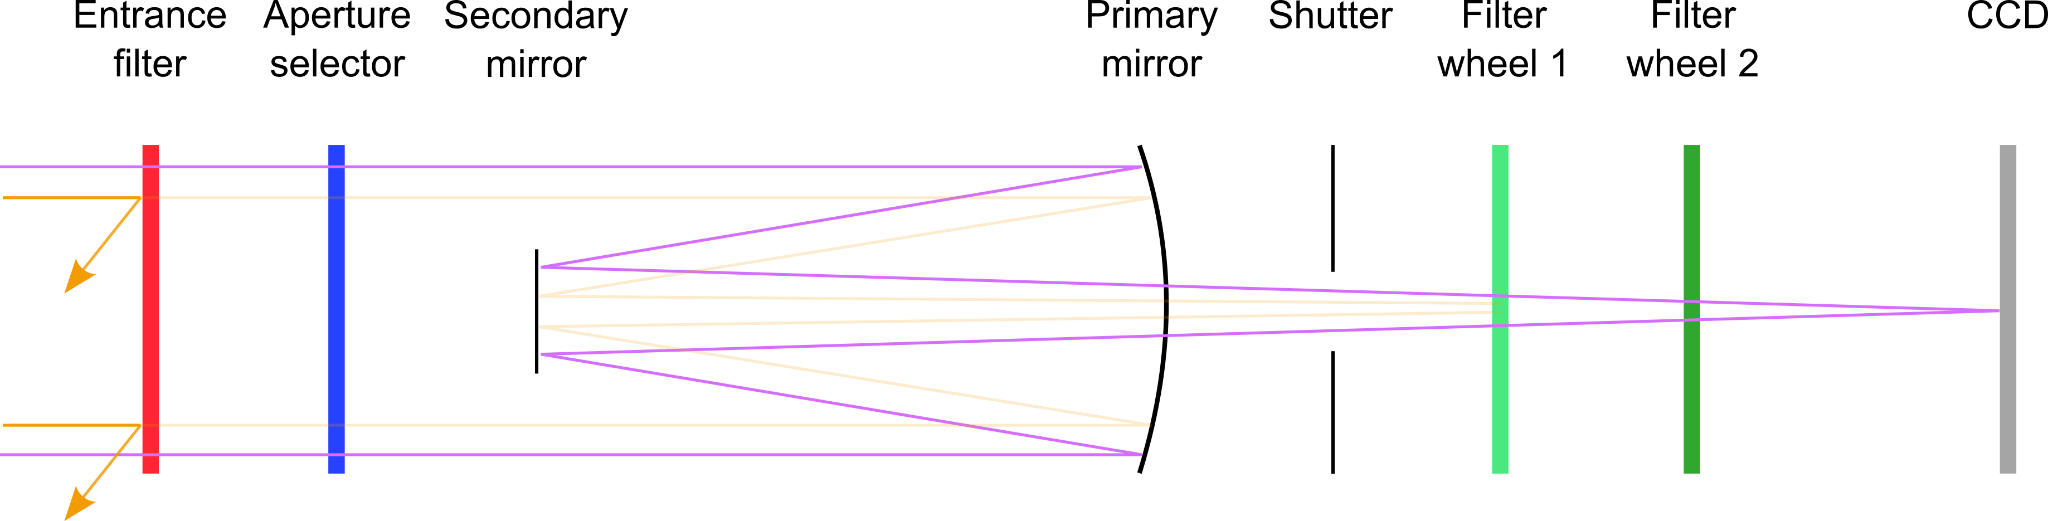 Entrance
filter
Aperture
selector
Secondary
mirror
Primary
mirror
Shutter
Filter
wheel 1
Filter
wheel 2
CCD